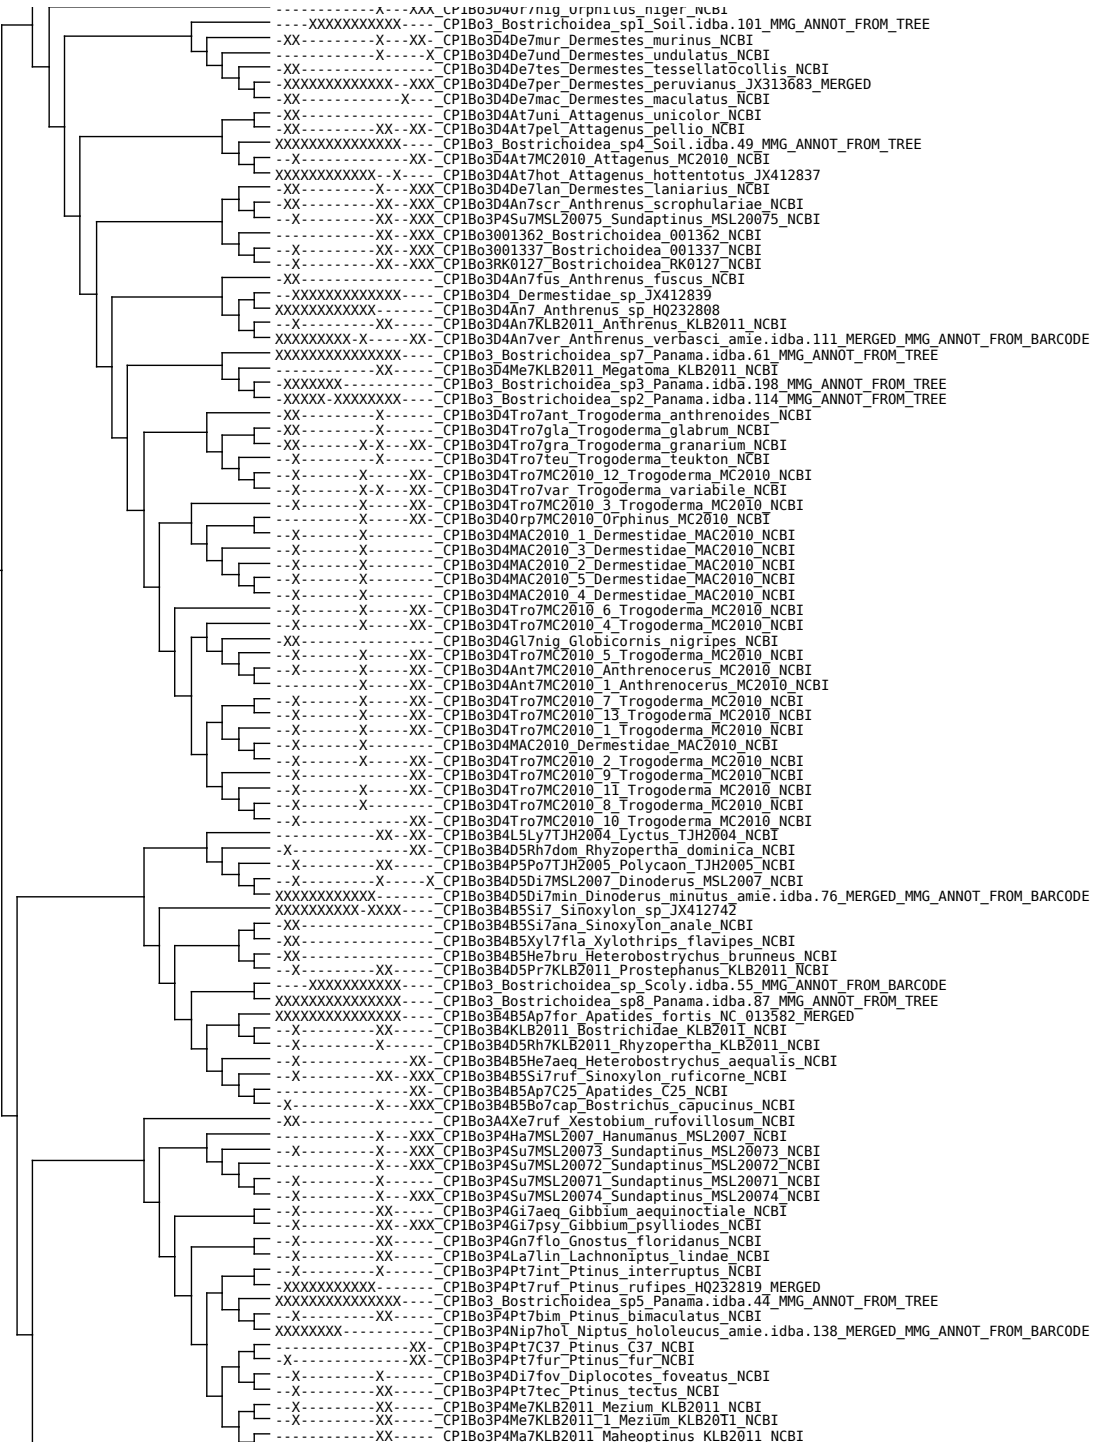 ------------X---XXX_CP1Bo3D4Or7nig_Orphilus_niger_NCBI
----XXXXXXXXXXX----_CP1Bo3_Bostrichoidea_sp1_Soil.idba.101_MMG_ANNOT_FROM_TREE
-XX---------X---XX-_CP1Bo3D4De7mur_Dermestes_murinus_NCBI
------------X-----X_CP1Bo3D4De7und_Dermestes_undulatus_NCBI
-XX----------------_CP1Bo3D4De7tes_Dermestes_tessellatocollis_NCBI
-XXXXXXXXXXXXX--XXX_CP1Bo3D4De7per_Dermestes_peruvianus_JX313683_MERGED
-XX------------X---_CP1Bo3D4De7mac_Dermestes_maculatus_NCBI
-XX----------------_CP1Bo3D4At7uni_Attagenus_unicolor_NCBI
-XX---------XX--XX-_CP1Bo3D4At7pel_Attagenus_pellio_NCBI
XXXXXXXXXXXXXXX----_CP1Bo3_Bostrichoidea_sp4_Soil.idba.49_MMG_ANNOT_FROM_TREE
--X-------------XX-_CP1Bo3D4At7MC2010_Attagenus_MC2010_NCBI
XXXXXXXXXXXX--X----_CP1Bo3D4At7hot_Attagenus_hottentotus_JX412837
-XX---------X---XXX_CP1Bo3D4De7lan_Dermestes_laniarius_NCBI
-XX---------XX--XXX_CP1Bo3D4An7scr_Anthrenus_scrophulariae_NCBI
--X---------XX--XXX_CP1Bo3P4Su7MSL20075_Sundaptinus_MSL20075_NCBI
------------XX--XXX_CP1Bo3001362_Bostrichoidea_001362_NCBI
--X---------XX--XXX_CP1Bo3001337_Bostrichoidea_001337_NCBI
--X---------XX--XXX_CP1Bo3RK0127_Bostrichoidea_RK0127_NCBI
-XX----------------_CP1Bo3D4An7fus_Anthrenus_fuscus_NCBI
--XXXXXXXXXXXXX----_CP1Bo3D4_Dermestidae_sp_JX412839
XXXXXXXXXXXX-------_CP1Bo3D4An7_Anthrenus_sp_HQ232808
--X---------XX-----_CP1Bo3D4An7KLB2011_Anthrenus_KLB2011_NCBI
XXXXXXXXX-X-----XX-_CP1Bo3D4An7ver_Anthrenus_verbasci_amie.idba.111_MERGED_MMG_ANNOT_FROM_BARCODE
XXXXXXXXXXXXXXX----_CP1Bo3_Bostrichoidea_sp7_Panama.idba.61_MMG_ANNOT_FROM_TREE
------------XX-----_CP1Bo3D4Me7KLB2011_Megatoma_KLB2011_NCBI
-XXXXXXX-----------_CP1Bo3_Bostrichoidea_sp3_Panama.idba.198_MMG_ANNOT_FROM_TREE
-XXXXX-XXXXXXXX----_CP1Bo3_Bostrichoidea_sp2_Panama.idba.114_MMG_ANNOT_FROM_TREE
-XX---------X------_CP1Bo3D4Tro7ant_Trogoderma_anthrenoides_NCBI
-XX---------X------_CP1Bo3D4Tro7gla_Trogoderma_glabrum_NCBI
-XX-------X-X---XX-_CP1Bo3D4Tro7gra_Trogoderma_granarium_NCBI
--X---------X------_CP1Bo3D4Tro7teu_Trogoderma_teukton_NCBI
--X-------X-----XX-_CP1Bo3D4Tro7MC2010_12_Trogoderma_MC2010_NCBI
--X-------X-X---XX-_CP1Bo3D4Tro7var_Trogoderma_variabile_NCBI
--X-------X-----XX-_CP1Bo3D4Tro7MC2010_3_Trogoderma_MC2010_NCBI
----------X-----XX-_CP1Bo3D4Orp7MC2010_Orphinus_MC2010_NCBI
--X-------X--------_CP1Bo3D4MAC2010_1_Dermestidae_MAC2010_NCBI
--X-------X--------_CP1Bo3D4MAC2010_3_Dermestidae_MAC2010_NCBI
--X-------X--------_CP1Bo3D4MAC2010_2_Dermestidae_MAC2010_NCBI
--X-------X--------_CP1Bo3D4MAC2010_5_Dermestidae_MAC2010_NCBI
--X-------X--------_CP1Bo3D4MAC2010_4_Dermestidae_MAC2010_NCBI
--X-------X-----XX-_CP1Bo3D4Tro7MC2010_6_Trogoderma_MC2010_NCBI
--X-------X-----XX-_CP1Bo3D4Tro7MC2010_4_Trogoderma_MC2010_NCBI
-XX----------------_CP1Bo3D4Gl7nig_Globicornis_nigripes_NCBI
--X-------X-----XX-_CP1Bo3D4Tro7MC2010_5_Trogoderma_MC2010_NCBI
--X-------X-----XX-_CP1Bo3D4Ant7MC2010_Anthrenocerus_MC2010_NCBI
----------X-----XX-_CP1Bo3D4Ant7MC2010_1_Anthrenocerus_MC2010_NCBI
--X-------X-----XX-_CP1Bo3D4Tro7MC2010_7_Trogoderma_MC2010_NCBI
--X-------X-----XX-_CP1Bo3D4Tro7MC2010_13_Trogoderma_MC2010_NCBI
--X-------X-----XX-_CP1Bo3D4Tro7MC2010_1_Trogoderma_MC2010_NCBI
--X-------X--------_CP1Bo3D4MAC2010_Dermestidae_MAC2010_NCBI
--X-------X-----XX-_CP1Bo3D4Tro7MC2010_2_Trogoderma_MC2010_NCBI
--X-------------XX-_CP1Bo3D4Tro7MC2010_9_Trogoderma_MC2010_NCBI
--X-------X-----XX-_CP1Bo3D4Tro7MC2010_11_Trogoderma_MC2010_NCBI
--X-------X--------_CP1Bo3D4Tro7MC2010_8_Trogoderma_MC2010_NCBI
--X-------------XX-_CP1Bo3D4Tro7MC2010_10_Trogoderma_MC2010_NCBI
------------XX--XX-_CP1Bo3B4L5Ly7TJH2004_Lyctus_TJH2004_NCBI
-X--------------XX-_CP1Bo3B4D5Rh7dom_Rhyzopertha_dominica_NCBI
--X---------XX-----_CP1Bo3B4P5Po7TJH2005_Polycaon_TJH2005_NCBI
--X---------X-----X_CP1Bo3B4D5Di7MSL2007_Dinoderus_MSL2007_NCBI
XXXXXXXXXXXX-------_CP1Bo3B4D5Di7min_Dinoderus_minutus_amie.idba.76_MERGED_MMG_ANNOT_FROM_BARCODE
XXXXXXXXXX-XXXX----_CP1Bo3B4B5Si7_Sinoxylon_sp_JX412742
-XX----------------_CP1Bo3B4B5Si7ana_Sinoxylon_anale_NCBI
-XX----------------_CP1Bo3B4B5Xyl7fla_Xylothrips_flavipes_NCBI
-XX----------------_CP1Bo3B4B5He7bru_Heterobostrychus_brunneus_NCBI
--X---------XX-----_CP1Bo3B4D5Pr7KLB2011_Prostephanus_KLB2011_NCBI
----XXXXXXXXXXX----_CP1Bo3_Bostrichoidea_sp_Scoly.idba.55_MMG_ANNOT_FROM_BARCODE
XXXXXXXXXXXXXXX----_CP1Bo3_Bostrichoidea_sp8_Panama.idba.87_MMG_ANNOT_FROM_TREE
XXXXXXXXXXXXXXX----_CP1Bo3B4B5Ap7for_Apatides_fortis_NC_013582_MERGED
--X---------XX-----_CP1Bo3B4KLB2011_Bostrichidae_KLB2011_NCBI
--X---------X------_CP1Bo3B4D5Rh7KLB2011_Rhyzopertha_KLB2011_NCBI
--X-------------XX-_CP1Bo3B4B5He7aeq_Heterobostrychus_aequalis_NCBI
--X---------XX--XXX_CP1Bo3B4B5Si7ruf_Sinoxylon_ruficorne_NCBI
----------------XX-_CP1Bo3B4B5Ap7C25_Apatides_C25_NCBI
-X----------X---XXX_CP1Bo3B4B5Bo7cap_Bostrichus_capucinus_NCBI
-XX----------------_CP1Bo3A4Xe7ruf_Xestobium_rufovillosum_NCBI
------------X---XXX_CP1Bo3P4Ha7MSL2007_Hanumanus_MSL2007_NCBI
--X---------X---XXX_CP1Bo3P4Su7MSL20073_Sundaptinus_MSL20073_NCBI
------------X---XXX_CP1Bo3P4Su7MSL20072_Sundaptinus_MSL20072_NCBI
--X---------X------_CP1Bo3P4Su7MSL20071_Sundaptinus_MSL20071_NCBI
--X---------X---XXX_CP1Bo3P4Su7MSL20074_Sundaptinus_MSL20074_NCBI
--X---------XX-----_CP1Bo3P4Gi7aeq_Gibbium_aequinoctiale_NCBI
--X---------XX--XXX_CP1Bo3P4Gi7psy_Gibbium_psylliodes_NCBI
--X---------XX-----_CP1Bo3P4Gn7flo_Gnostus_floridanus_NCBI
--X---------XX-----_CP1Bo3P4La7lin_Lachnoniptus_lindae_NCBI
--X---------X------_CP1Bo3P4Pt7int_Ptinus_interruptus_NCBI
-XXXXXXXXXXX-------_CP1Bo3P4Pt7ruf_Ptinus_rufipes_HQ232819_MERGED
XXXXXXXXXXXXXXX----_CP1Bo3_Bostrichoidea_sp5_Panama.idba.44_MMG_ANNOT_FROM_TREE
--X---------XX-----_CP1Bo3P4Pt7bim_Ptinus_bimaculatus_NCBI
XXXXXXXX-----------_CP1Bo3P4Nip7hol_Niptus_hololeucus_amie.idba.138_MERGED_MMG_ANNOT_FROM_BARCODE
----------------XX-_CP1Bo3P4Pt7C37_Ptinus_C37_NCBI
-X--------------XX-_CP1Bo3P4Pt7fur_Ptinus_fur_NCBI
--X---------X------_CP1Bo3P4Di7fov_Diplocotes_foveatus_NCBI
--X---------XX-----_CP1Bo3P4Pt7tec_Ptinus_tectus_NCBI
--X---------XX-----_CP1Bo3P4Me7KLB2011_Mezium_KLB2011_NCBI
--X---------XX-----_CP1Bo3P4Me7KLB2011_1_Mezium_KLB2011_NCBI
------------XX-----_CP1Bo3P4Ma7KLB2011_Maheoptinus_KLB2011_NCBI